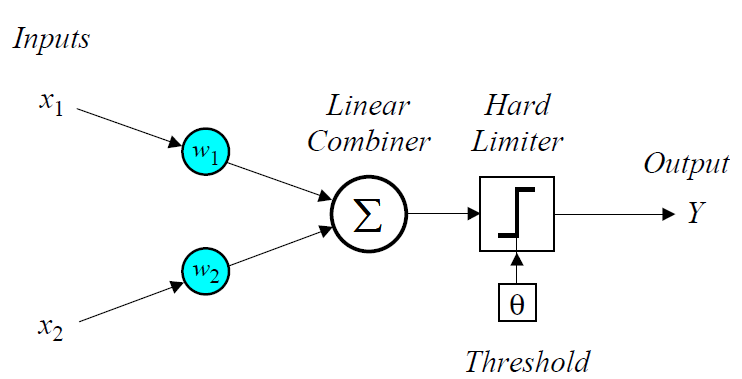 Inputs
x1
w1
w2
x2
Linear
Combiner
Σ
Hard
Limiter
θ
Threshold
Output
Y